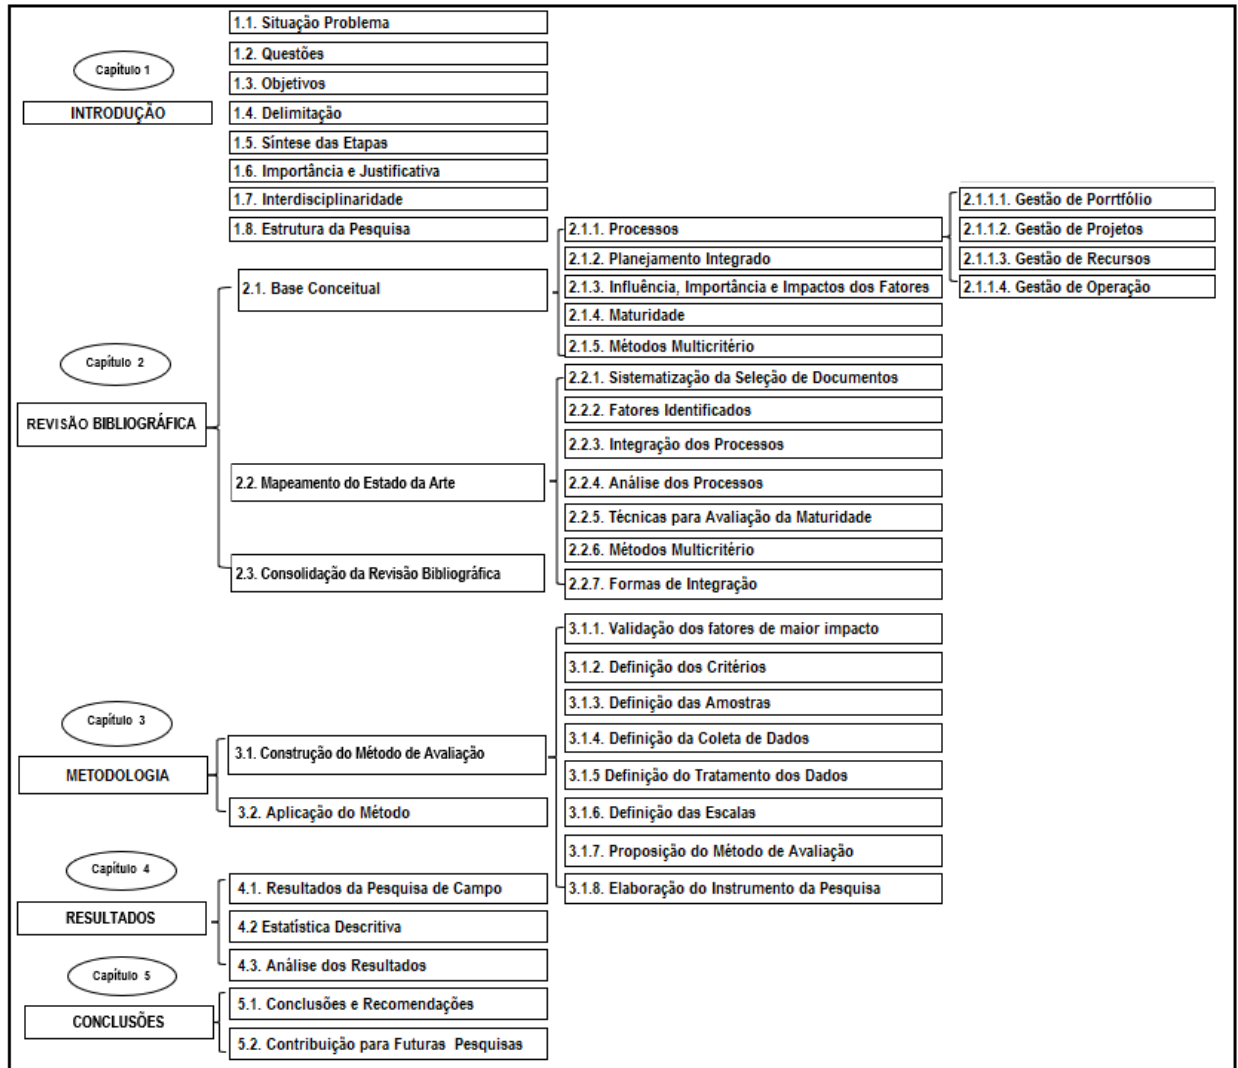 Capítulo 1
INTRODUÇÃO
1.1. Situação Problema
1.2. Questões
1.3. Objetivos
1.4. Delimitação
1.5. Síntese das Etapas
1.6. Importância e Justificativa
1.7. Interdisciplinaridade
1.8. Estrutura da Pesquisa
Capítulo 2
REVISÃO BIBLIOGRÁFICA
2.1. Base Conceitual
2.1.1. Processos
2.1.1.1. Gestão de Porrtfólio
2.1.1.2. Gestão de Projetos
2.1.1.3. Gestão de Recursos
2.1.1.4. Gestão de Operação
2.1.2. Planejamento Integrado
2.1.3. Influência, Importância e Impactos dos Fatores
2.1.4. Maturidade
2.1.5. Métodos Multicritério
2.2. Mapeamento do Estado da Arte
2.2.1. Sistematização da Seleção de Documentos
2.2.2. Fatores Identificados
2.2.3. Integração dos Processos
2.2.4. Análise dos Processos
2.2.5. Técnicas para Avaliação da Maturidade
2.2.6. Métodos Multicritério
2.2.7. Formas de Integração
2.3. Consolidação da Revisão Bibliográfica
Capítulo 3
METODOLOGIA
3.1. Construção do Método de Avaliação
3.1.1. Validação dos fatores de maior impacto
3.1.2. Definição dos Critérios
3.1.3. Definição das Amostras
3.1.4. Definição da Coleta de Dados
3.1.5 Definição do Tratamento dos Dados
3.1.6. Definição das Escalas
3.1.7. Proposição do Método de Avaliação
3.1.8. Elaboração do Instrumento da Pesquisa
3.2. Aplicação do Método
Capítulo 4
RESULTADOS
4.1. Resultados da Pesquisa de Campo
4.2 Estatística Descritiva
4.3. Análise dos Resultados
Capítulo 5
CONCLUSÕES
5.1. Conclusões e Recomendações
5.2. Contribuição para Futuras Pesquisas